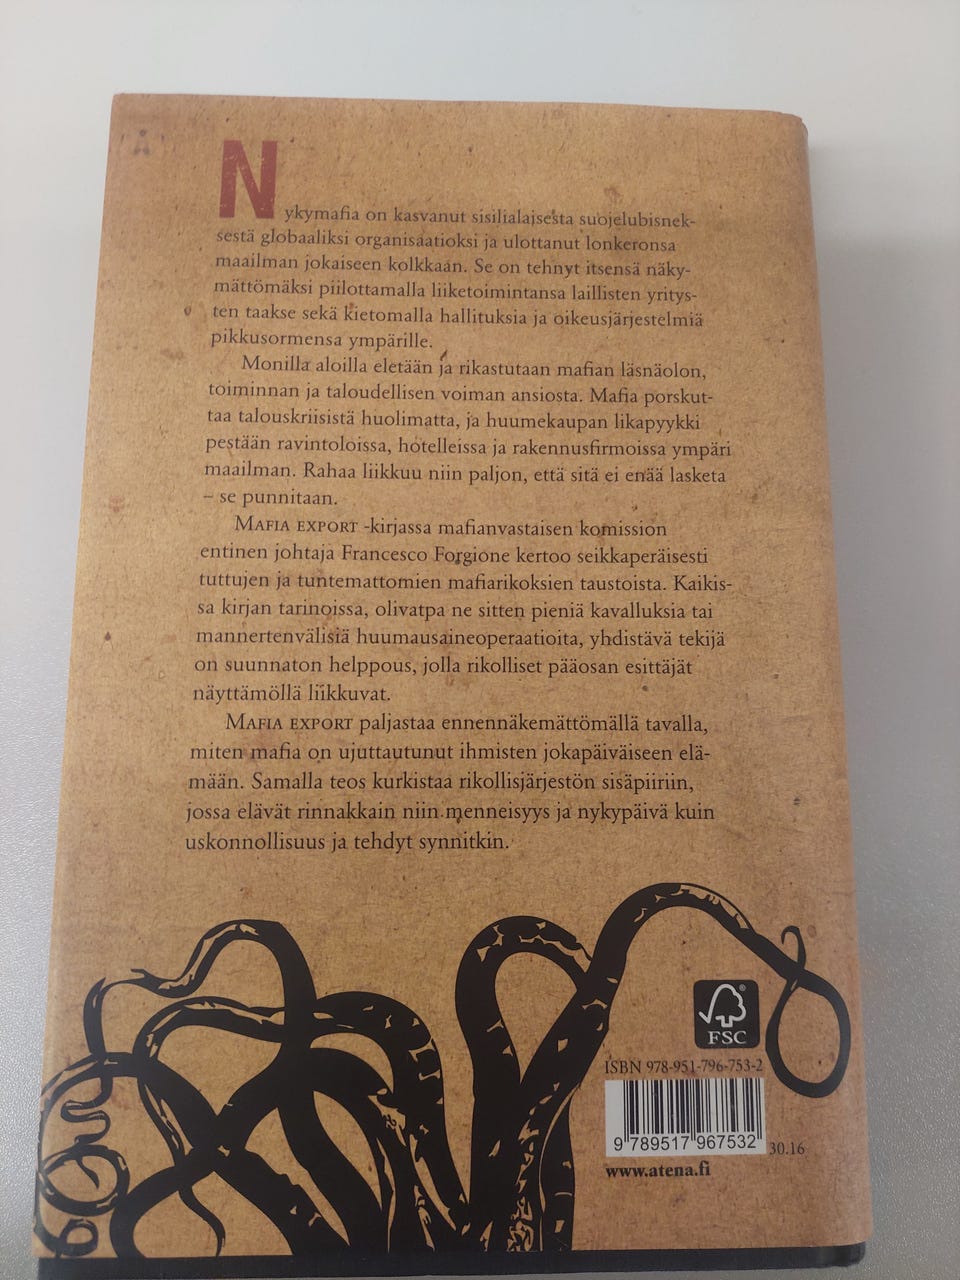 Nykymafia on kasvanut sisilialaisesta suojelubisnek-
sestä globaaliksi organisaatioksi ja ulottanut lonkeronsa
maailman jokaiseen kolkkaan. Se on tehnyt itsensä näky-
mättömäksi piilottamalla liiketoimintansa laillisten yritys-
ten taakse sekä kietomalla hallituksia ja oikeusjärjestelmiä
pikkusormensa ympärille.
Monilla aloilla eletään ja rikastutaan mafian läsnäolon,
toiminnan ja taloudellisen voiman ansiosta. Mafia porskut-
taa talouskriisistä huolimatta, ja huumekaupan likapyykki
pestään ravintoloissa, hotelleissa ja rakennusfirmoissa ympäri
maailman. Rahaa liikkuu niin paljon, että sitä ei enää lasketa
– se punnitaan.
MAFIA EXPORT -kirjassa mafianvastaisen komission
entinen johtaja Francesco Forgione kertoo seikkaperäisesti
tuttujen ja tuntemattomien mafiarikoksien taustoista. Kaikis-
sa kirjan tarinoissa, olivatpa ne sitten pieniä kavalluksia tai
mannertenvälisiä huumausaineoperaatioita, yhdistävä tekijä
on suunnaton helppous, jolla rikolliset pääosan esittäjät
näyttämöllä liikkuvat.
MAFIA EXPORT paljastaa ennennäkemättömällä tavalla,
miten mafia on ujuttautunut ihmisten jokapäiväiseen elä-
mään. Samalla teos kurkistaa rikollisjärjestön sisäpiiriin,
jossa elävät rinnakkain niin menneisyys ja nykypäivä kuin
uskonnollisuus ja tehdyt synnitkin.
®
FSC
ISBN 978-951-796-753-2
9 789517 967532
30.16
www.atena.fi